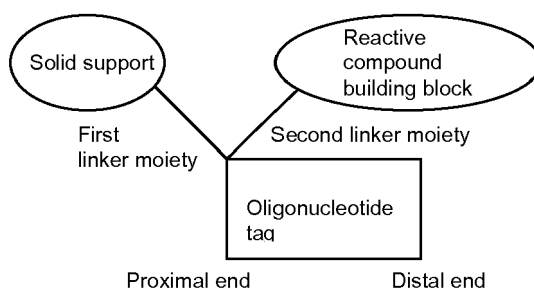 Solid support
Reactive
compound
building block
First
linker moiety
Second linker moiety
Oligonucleotide
tag
Proximal end
Distal end